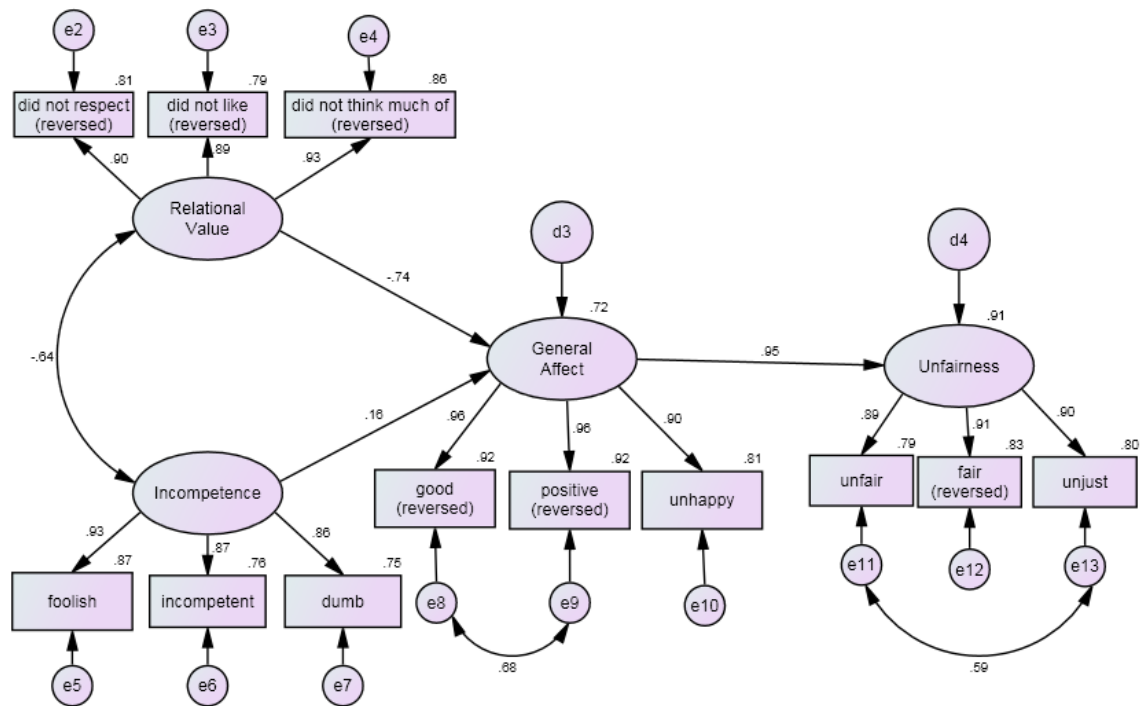 e2
e3
e4
.81
.79
.86
did not respect
(reversed)
did not like
(reversed)
did not think much of
(reversed)
.90
.89
.93
Relational
Value
d3
d4
-.74
.72
.91
-.64
General
Affect
.95
Unfairness
.16
.96
.96
.90
.89
.91
.90
.92
.92
.81
.79
.83
.80
good
(reversed)
positive
(reversed)
unhappy
unfair
fair
(reversed)
unjust
Incompetence
.93
.87
.86
.87
.76
.75
foolish
incompetent
dumb
e8
e9
e10
e11
e12
e13
.68
.59
e5
e6
e7